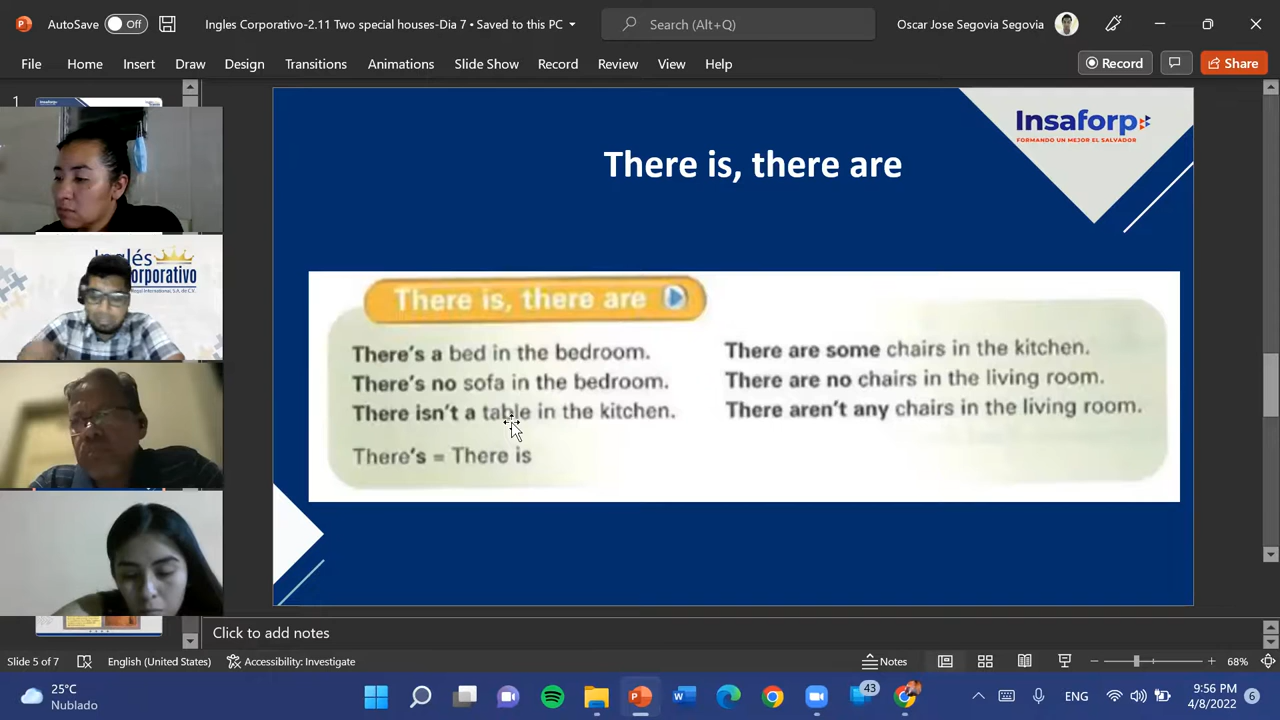 AutoSave Off Ingles Corporativo-2.11 Two special houses-Dia 7 • Saved to this PC Search (Alt+Q) Oscar Jose Segovia Segovia
File Home Insert Draw Design Transitions Animations Slide Show Record Review View Help Record Share
1
Insaforp
FORMANDO UN MEJOR EL SALVADOR
There is, there are
Inglés
orporativo
There is, there are
There's a bed in the bedroom.
There's no sofa in the bedroom.
There isn't a table in the kitchen.
There's = There is
There are some chairs in the kitchen.
There are no chairs in the living room.
There aren't any chairs in the living room.
Click to add notes
Slide 5 of 7 English (United States) Accessibility: Investigate Notes 68%
25°C
Nublado
43
ENG
9:56 PM
4/8/2022
6